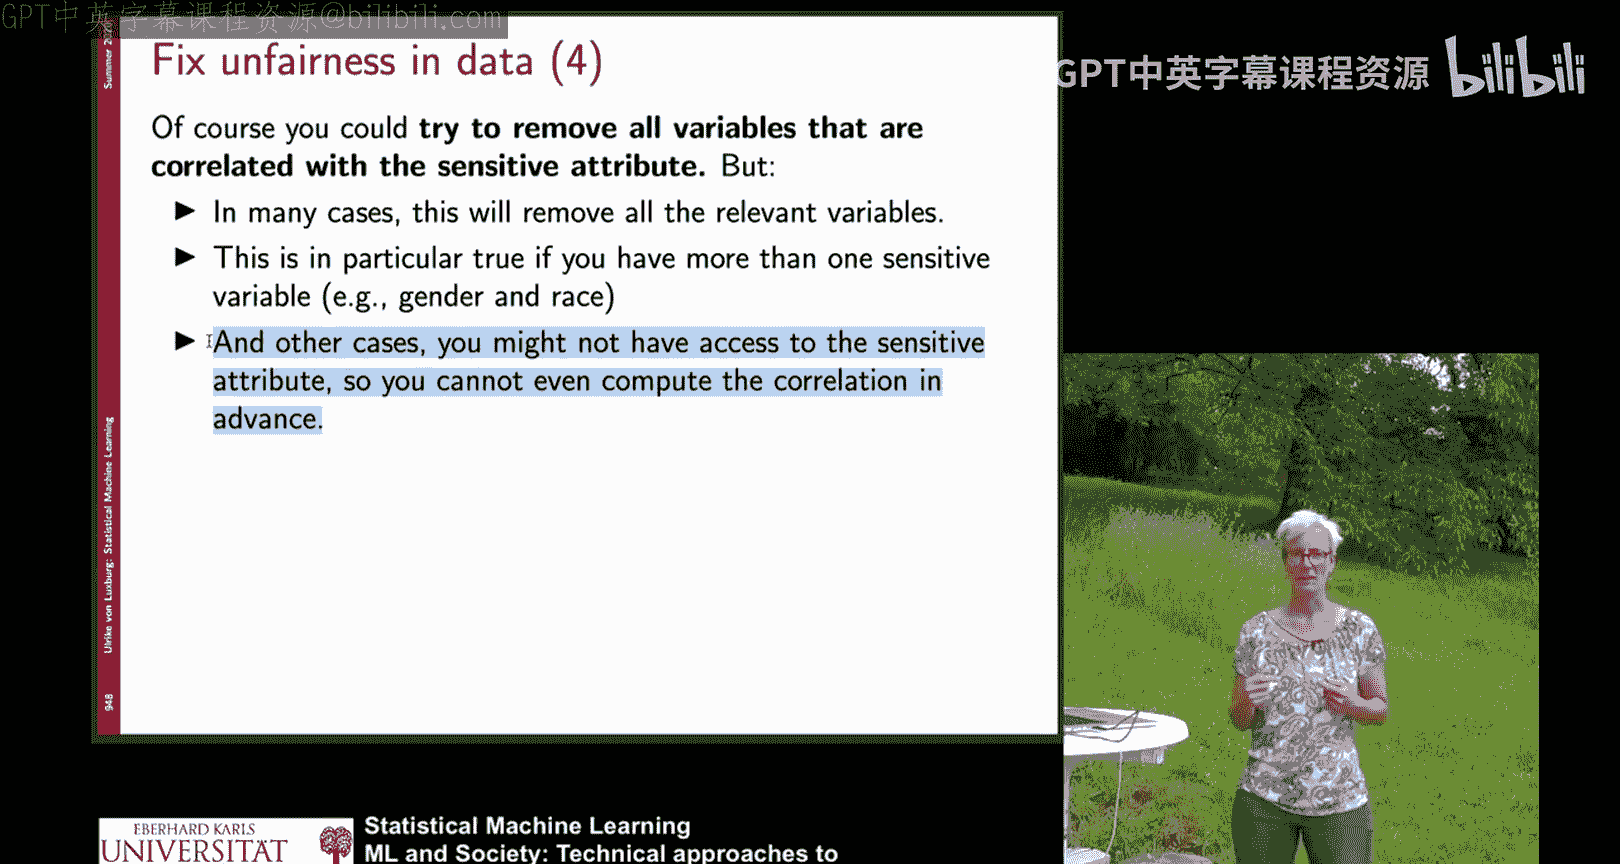 GPT中英字幕课程资源@bilibili.com
GPT中英字幕课程资源 bilibili
Fix unfairness in data (4)
Of course you could try to remove all variables that are
correlated with the sensitive attribute. But:
▶ In many cases, this will remove all the relevant variables.
▶ This is in particular true if you have more than one sensitive
variable (e.g., gender and race)
▶ And other cases, you might not have access to the sensitive
attribute, so you cannot even compute the correlation in
advance.
Summer
Ulrike von Luxburg: Statistical Machine Learning
948
EBERHARD KARLS
UNIVERSITÄT
Statistical Machine Learning
ML and Society: Technical approaches to